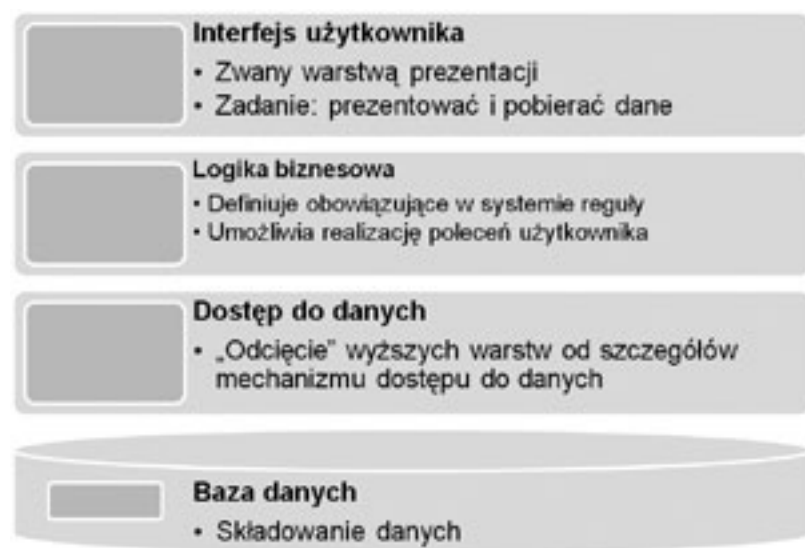 Interfejs użytkownika
• Zwany warstwą prezentacji
• Zadanie: prezentować i pobierać dane
Logika biznesowa
• Definiuje obowiązujące w systemie reguły
• Umożliwia realizację poleceń użytkownika
Dostęp do danych
• „Odcięcie” wyższych warstw od szczegółów
mechanizmu dostępu do danych
Baza danych
• Składowanie danych